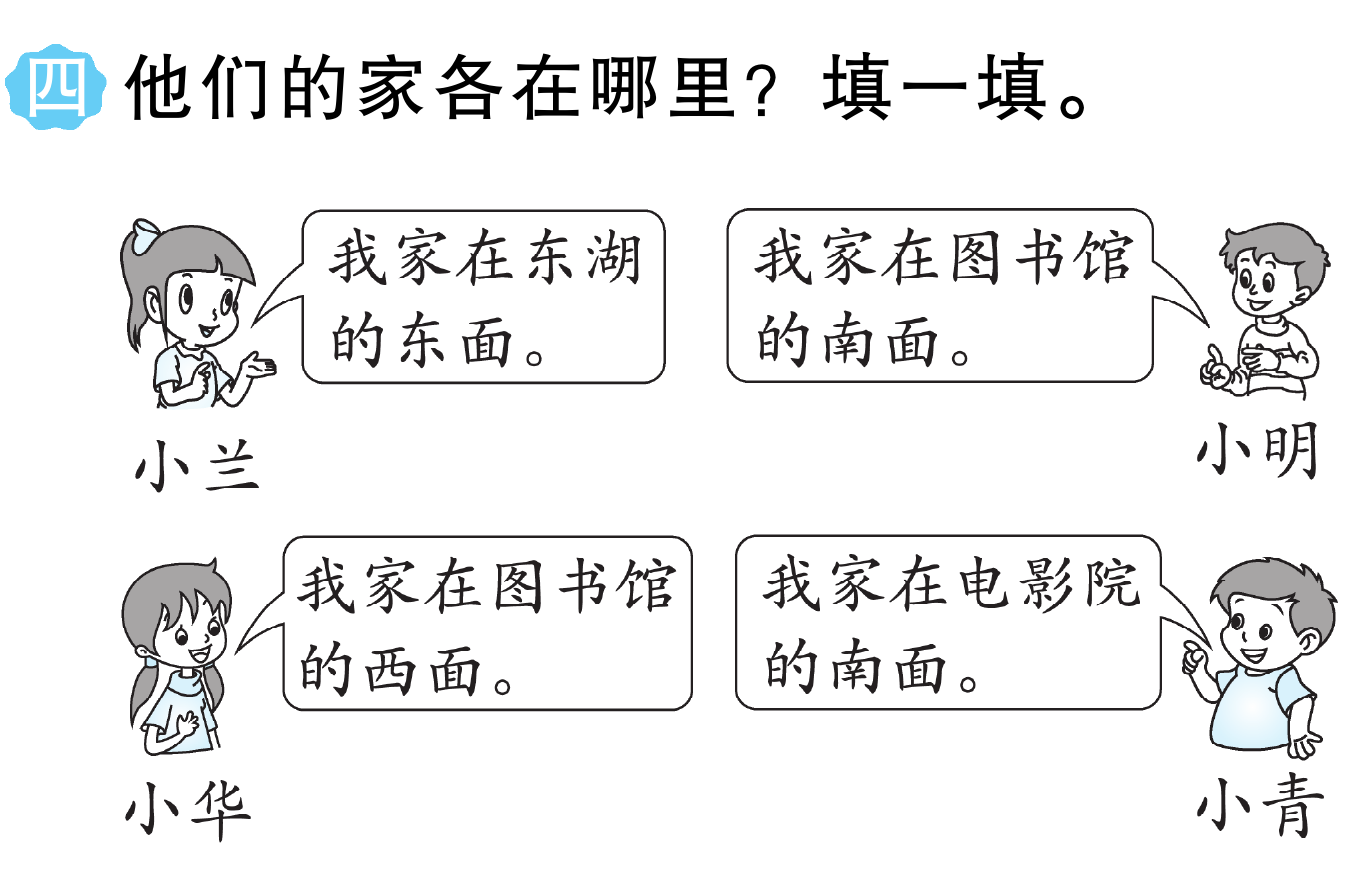 四 他们的家各在哪里？填一填。
我家在东湖
的东面。
小兰
我家在图书馆
的南面。
小明
我家在图书馆
的西面。
小华
我家在电影院
的南面。
小青